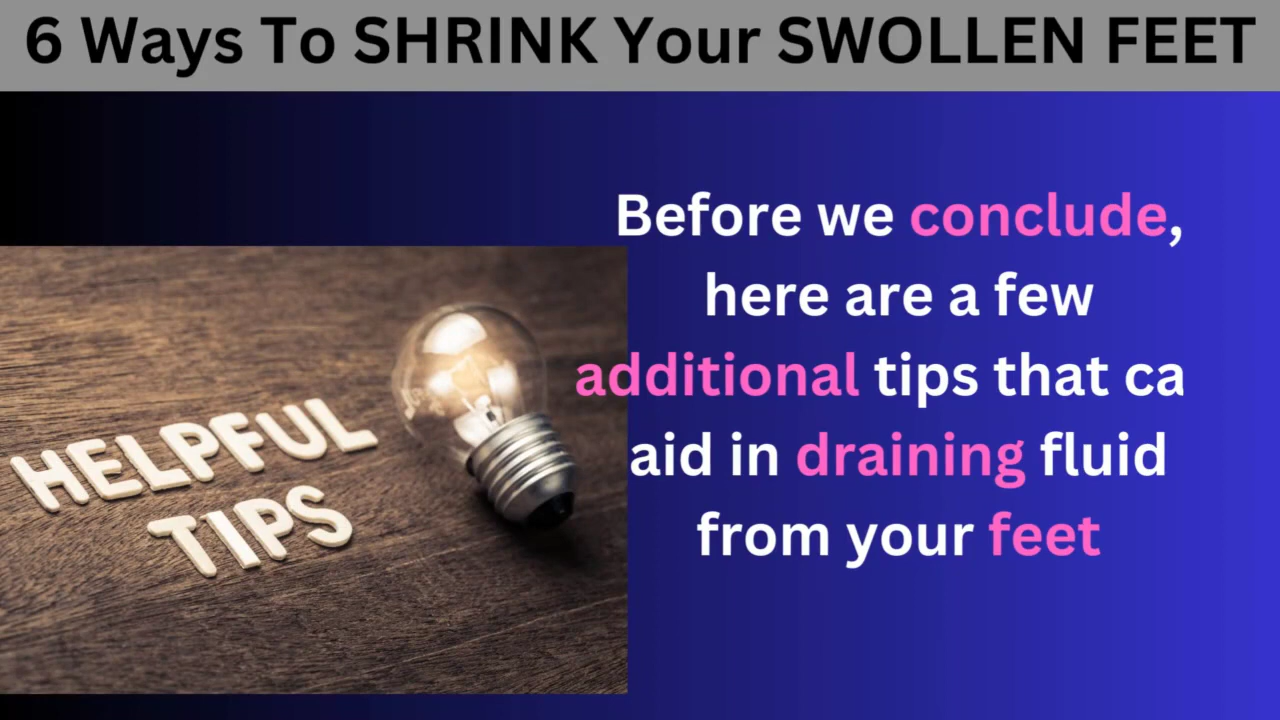 6 Ways To SHRINK Your SWOLLEN FEET
HELPFUL
TIPS
Before we conclude,
here are a few
additional tips that ca
aid in draining fluid
from your feet